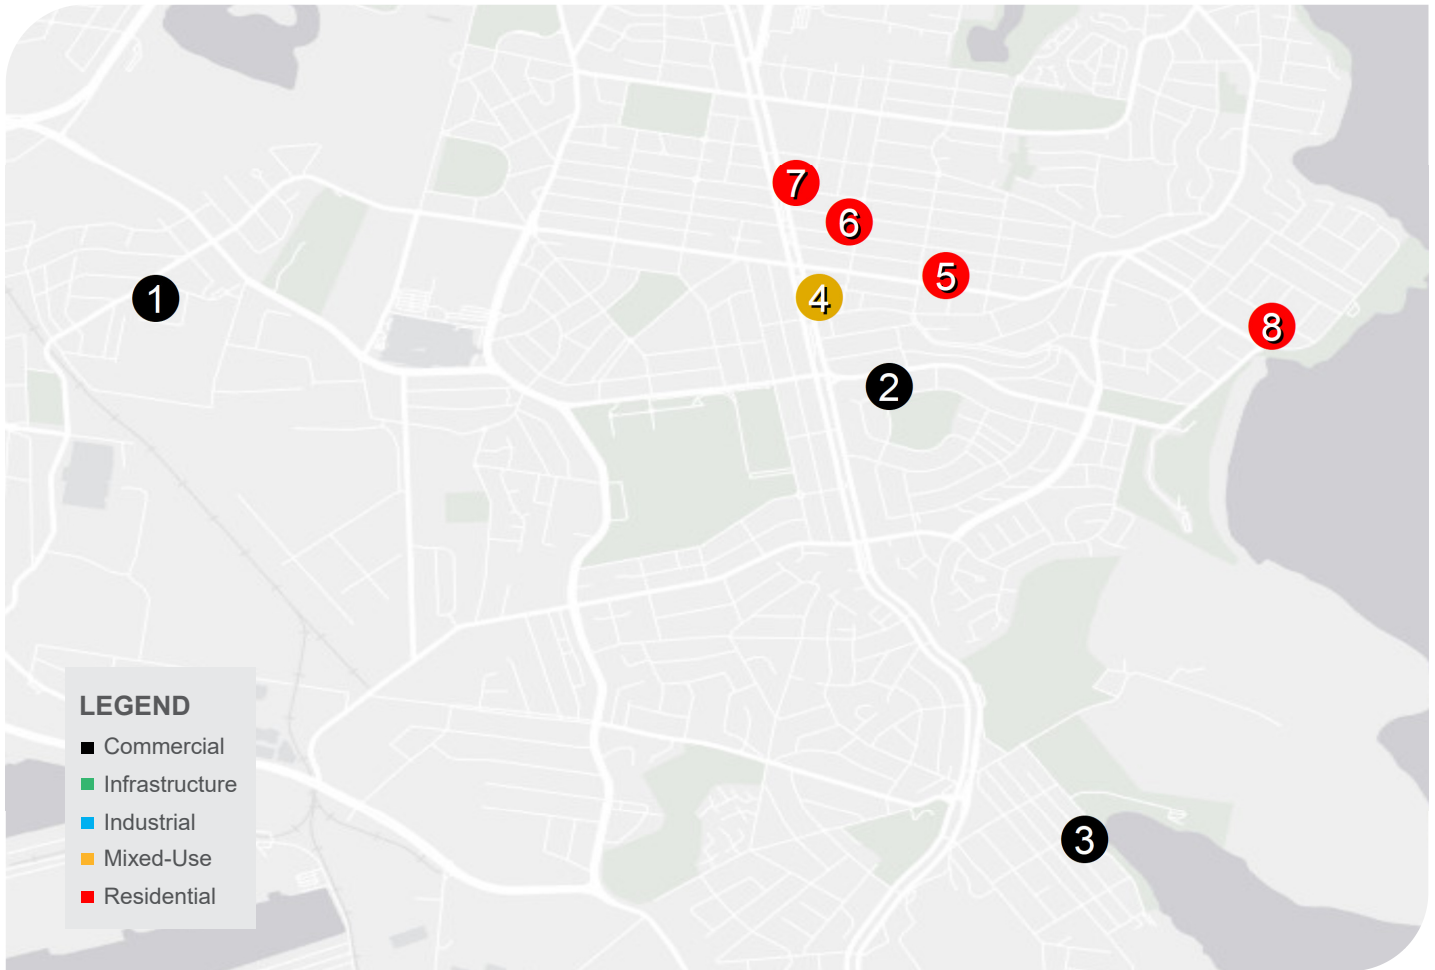 7
6
5
1
4
8
2
LEGEND
Commercial
Infrastructure
Industrial
Mixed-Use
Residential
3